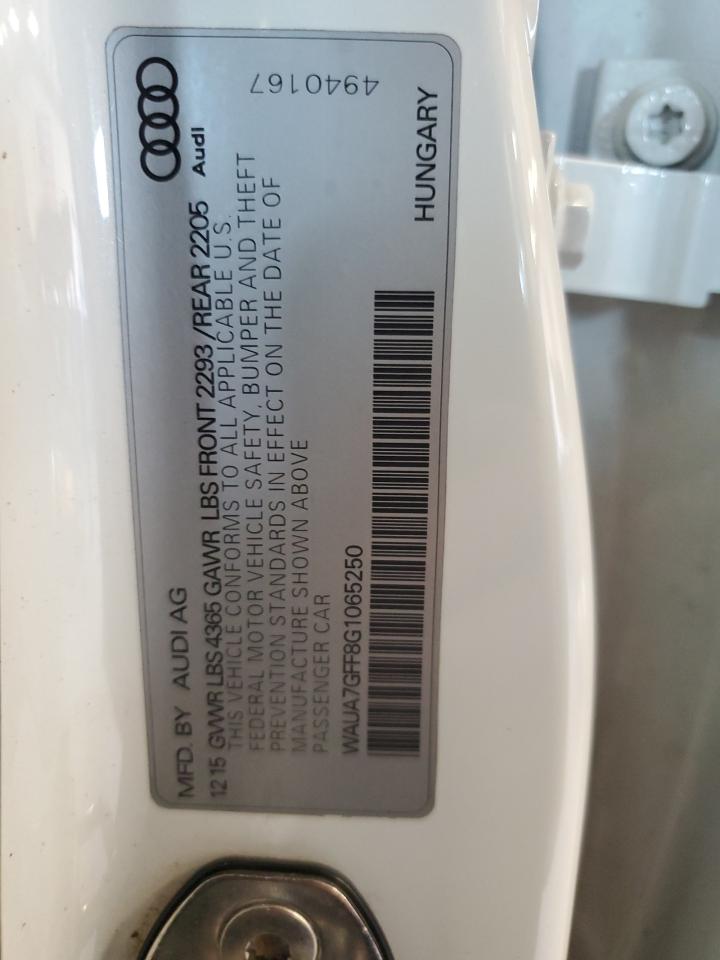 MFD. BY AUDI AG
Audi
12 15 GVWR LBS 4365 GAWR LBS FRONT 2293 /REAR 2205
THIS VEHICLE CONFORMS TO ALL APPLICABLE U.S.
FEDERAL MOTOR VEHICLE SAFETY, BUMPER AND THEFT
PREVENTION STANDARDS IN EFFECT ON THE DATE OF
MANUFACTURE SHOWN ABOVE
PASSENGER CAR
WAUA7GFF8G1065250
HUNGARY
4940167